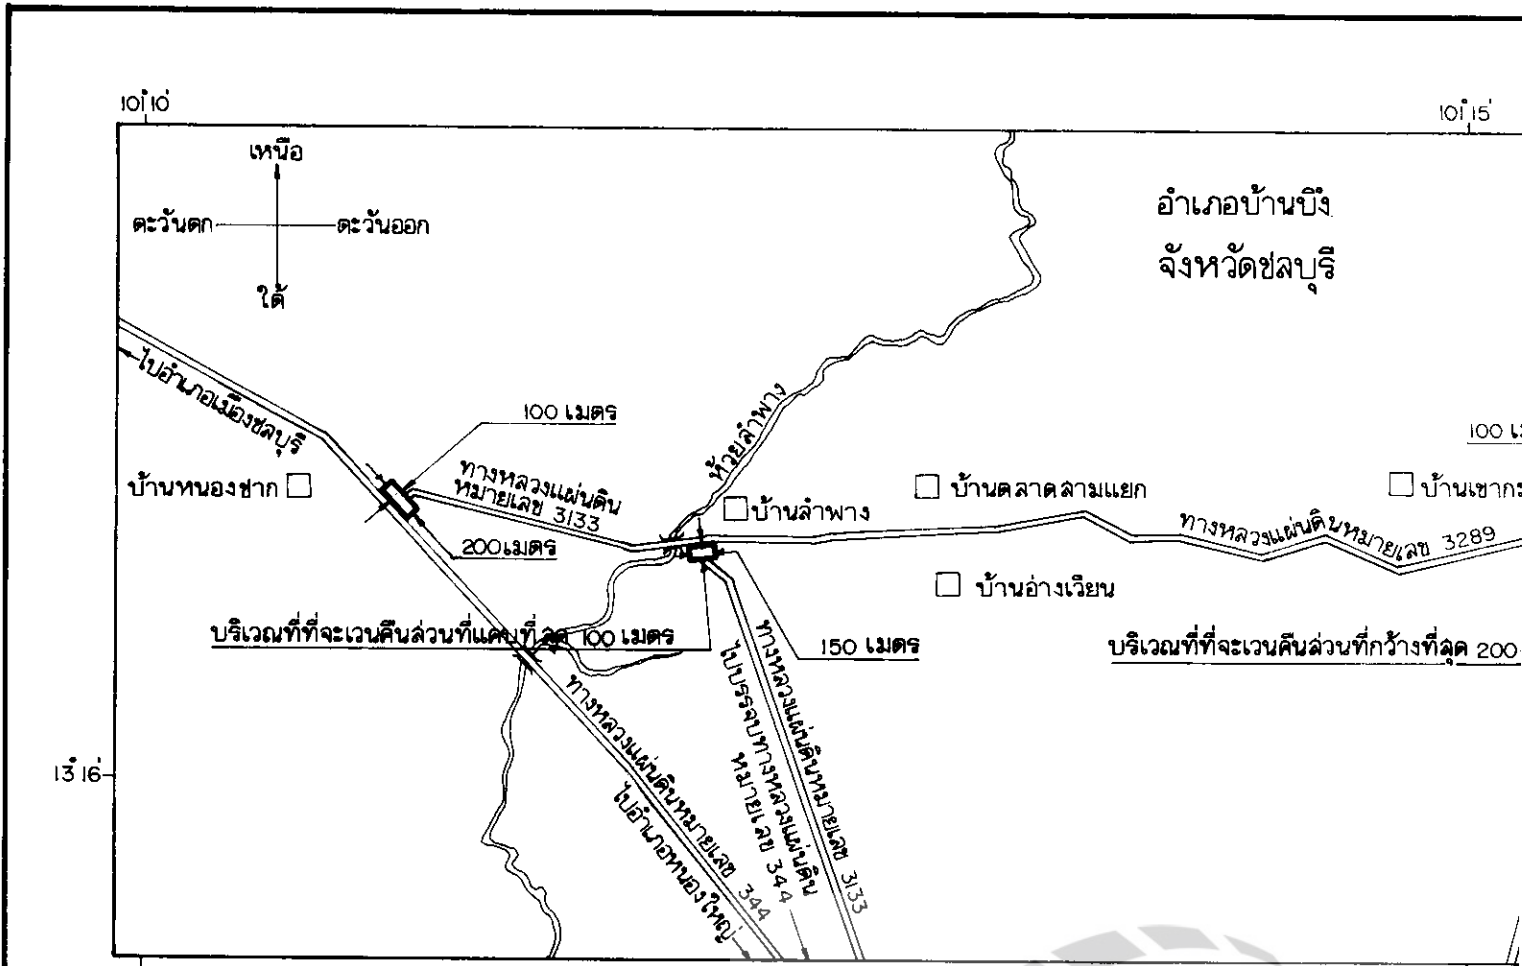 101°10'
101°15'
เหนือ
ตะวันตก
ตะวันออก
ใต้
อำเภอบ้านบึง
จังหวัดชลบุรี
ไปอำเภอเมืองชลบุรี
100 เมตร
ห้วยลำพาง
100 เ
บ้านหนองชาก
ทางหลวงแผ่นดิน
หมายเลข 3133
บ้านลำพาง
บ้านตลาดสามแยก
บ้านเขา
200 เมตร
ทางหลวงแผ่นดินหมายเลข 3289
บ้านอ่างเวียน
บริเวณที่ที่จะเวนคืนส่วนที่แคบที่สุด 100 เมตร
150 เมตร
บริเวณที่ที่จะเวนคืนส่วนที่กว้างที่สุด 200
ทางหลวงแผ่นดินหมายเลข 344
ไปอำเภอหนองใหญ่
ทางหลวงแผ่นดินหมายเลข 3133
ไปบรรจบทางหลวงแผ่นดิน
หมายเลข 344
13°16'